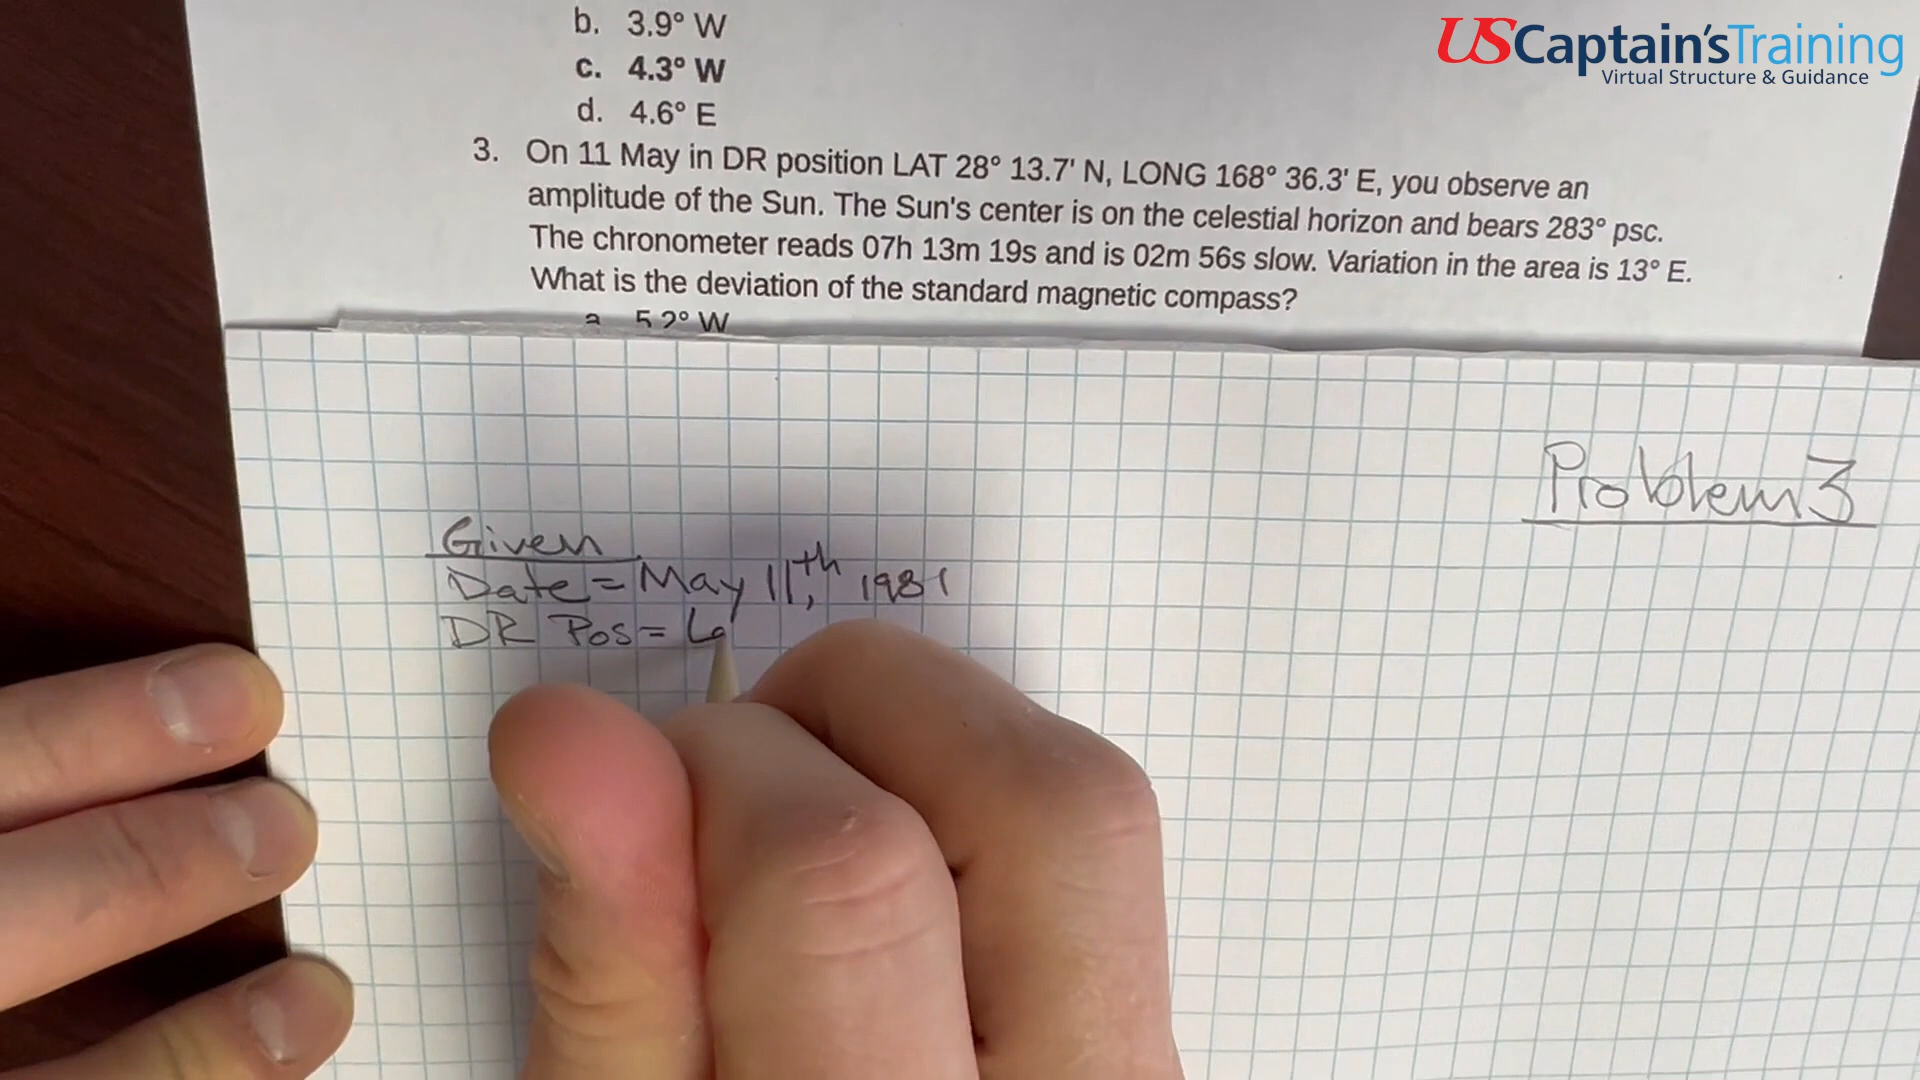 b. 3.9° W
USCaptain'sTraining
Virtual Structure & Guidance
c. 4.3° W
d. 4.6° E
3. On 11 May in DR position LAT 28° 13.7' N, LONG 168° 36.3' E, you observe an
amplitude of the Sun. The Sun's center is on the celestial horizon and bears 283° psc.
The chronometer reads 07h 13m 19s and is 02m 56s slow. Variation in the area is 13° E.
What is the deviation of the standard magnetic compass?
a 5.2° W
Problem 3
Given
Date = May 11th, 1981
DR Pos = La